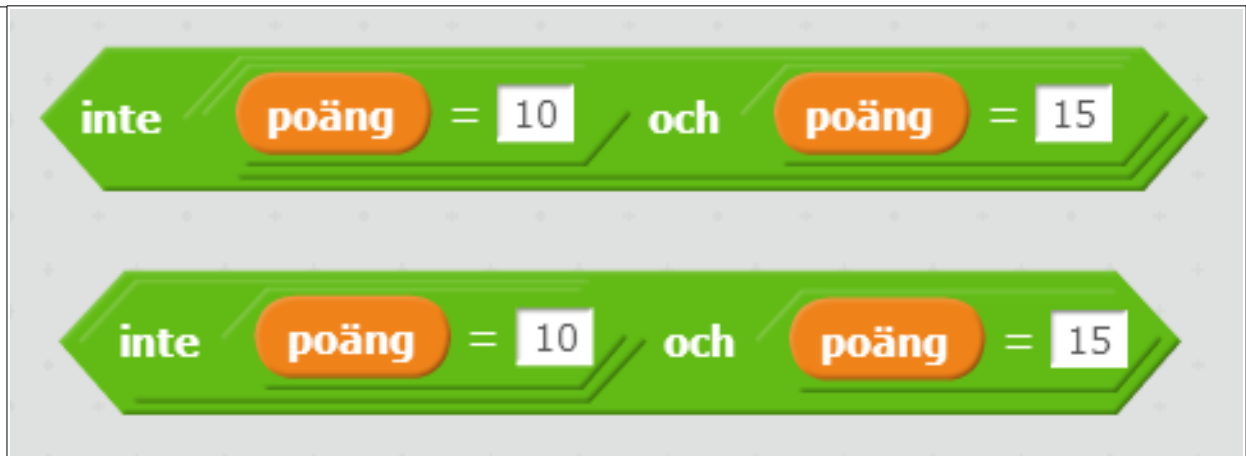 inte poäng = 10 och poäng = 15
inte poäng = 10 och poäng = 15